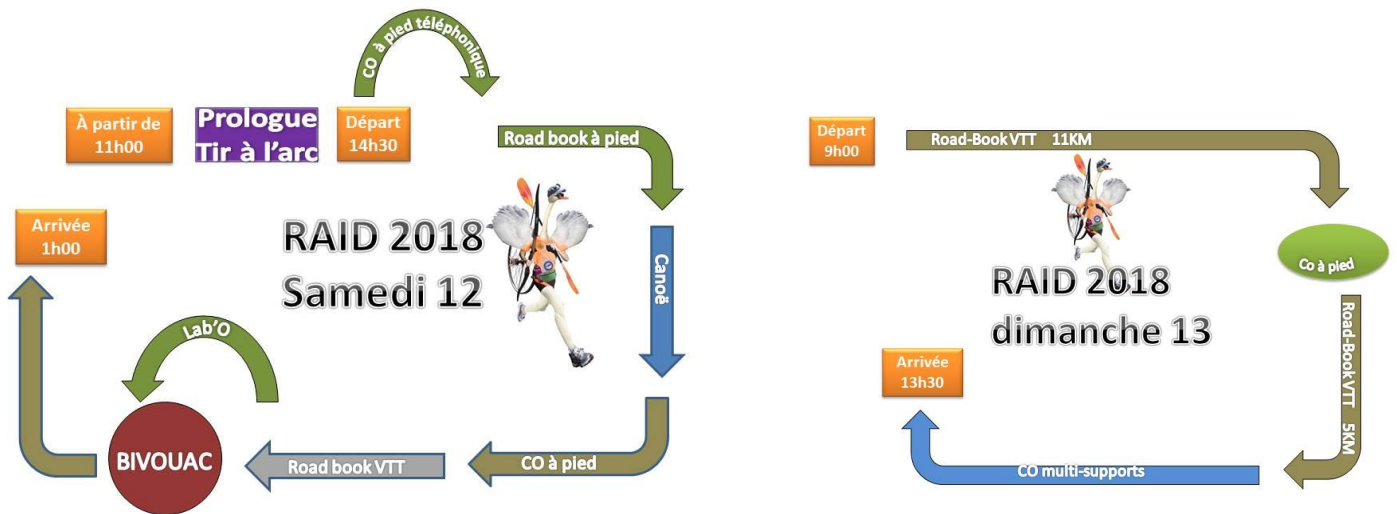 CO à pied téléphonique
À partir de
11h00
Prologue
Tir à l'arc
Départ
14h30
Road book à pied
Arrivée
1h00
RAID 2018
Samedi 12
Canoë
Lab'O
BIVOUAC
Road book VTT
CO à pied
Départ
9h00
Road-Book VTT 11KM
Co à pied
RAID 2018
dimanche 13
Road-Book VTT 5KM
Arrivée
13h30
CO multi-supports